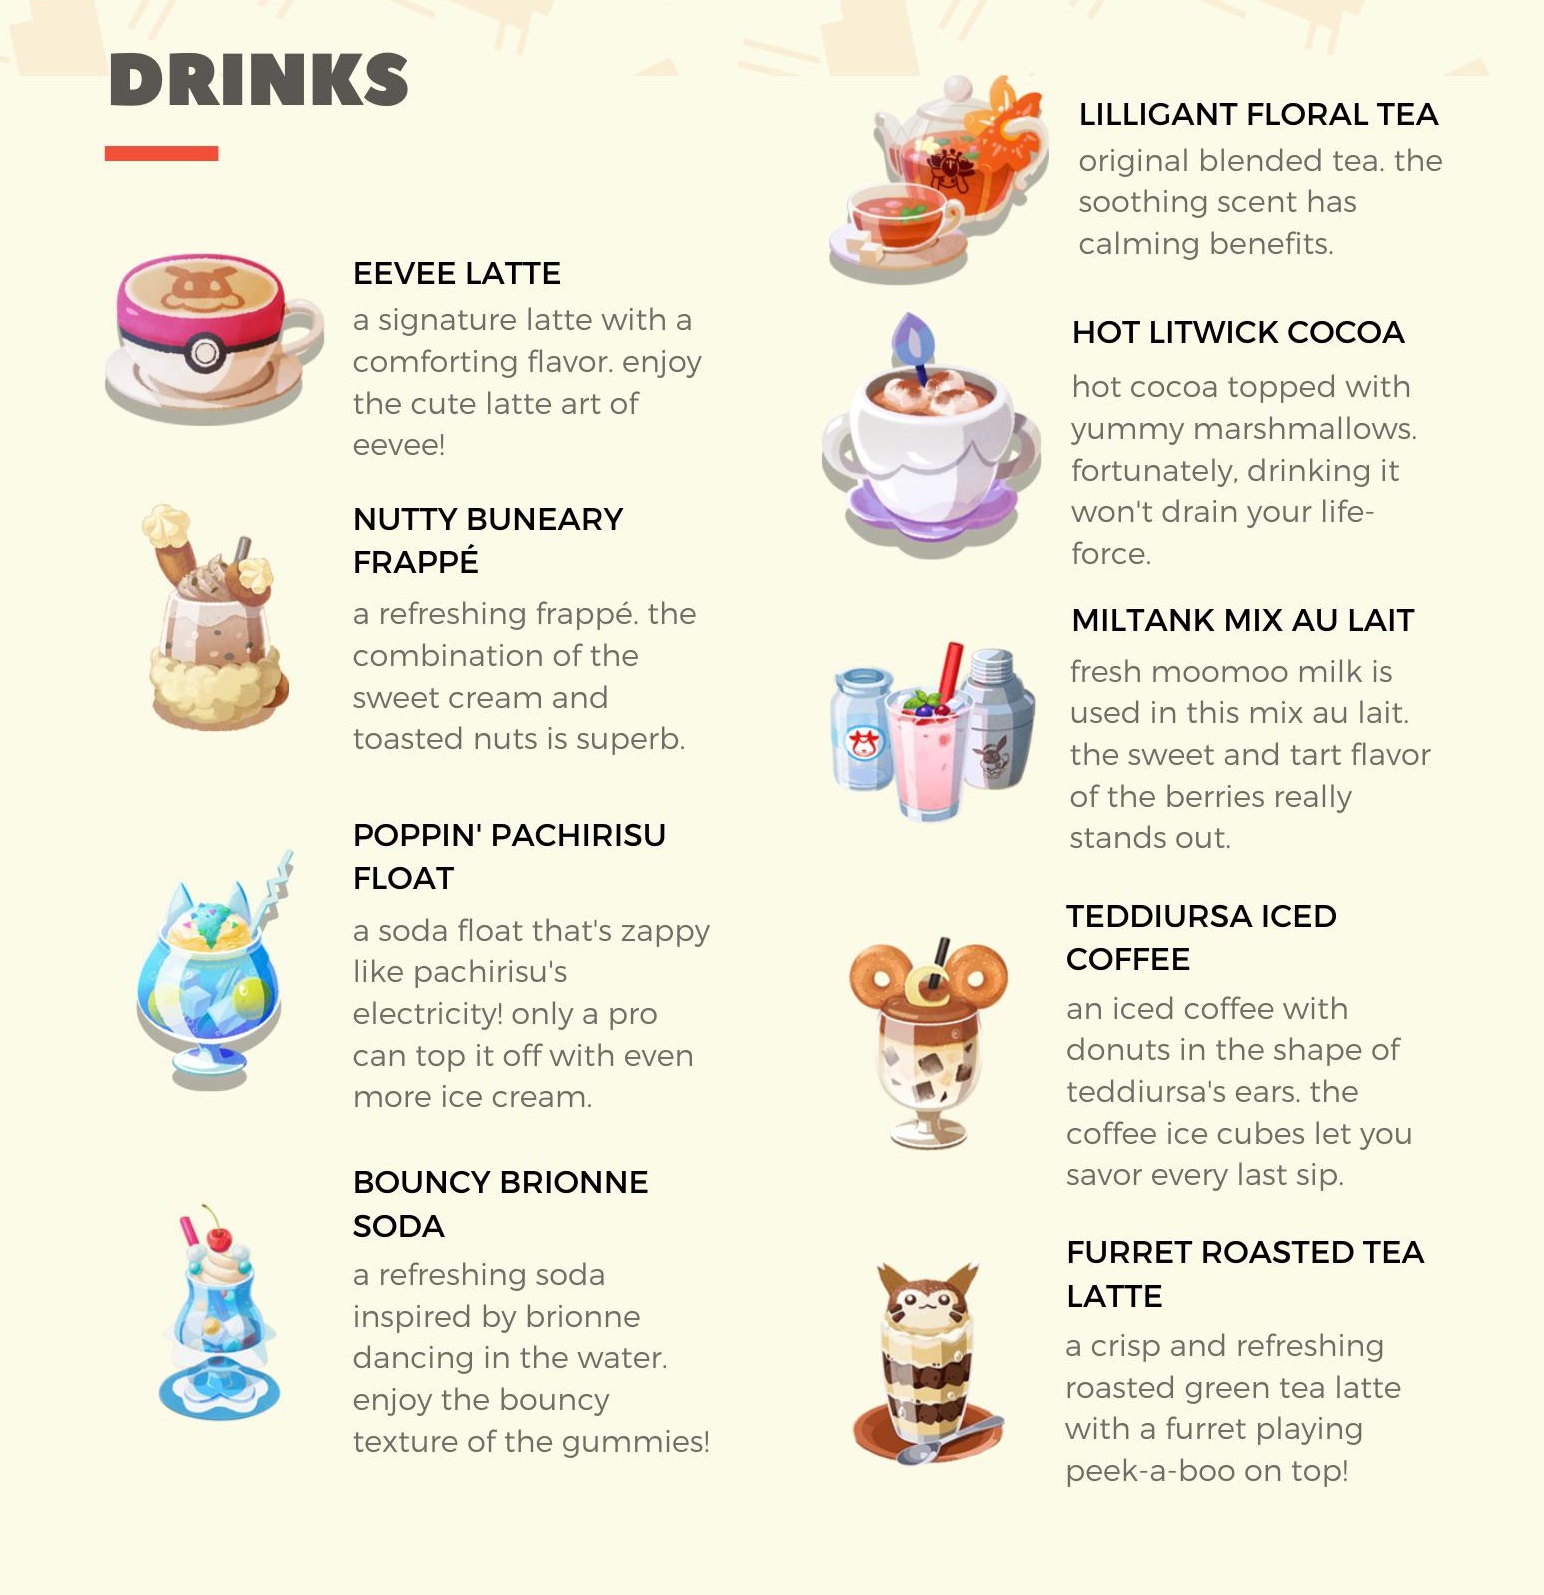 DRINKS
EEVEE LATTE
a signature latte with a
comforting flavor. enjoy
the cute latte art of
eevee!
NUTTY BUNEARY
FRAPPÉ
a refreshing frappé. the
combination of the
sweet cream and
toasted nuts is superb.
POPPIN' PACHIRISU
FLOAT
a soda float that's zappy
like pachirisu's
electricity! only a pro
can top it off with even
more ice cream.
BOUNCY BRIONNE
SODA
a refreshing soda
inspired by brionne
dancing in the water.
enjoy the bouncy
texture of the gummies!
LILLIGANT FLORAL TEA
original blended tea. the
soothing scent has
calming benefits.
HOT LITWICK COCOA
hot cocoa topped with
yummy marshmallows.
fortunately, drinking it
won't drain your life-
force.
MILTANK MIX AU LAIT
fresh moomoo milk is
used in this mix au lait.
the sweet and tart flavor
of the berries really
stands out.
TEDDIURSA ICED
COFFEE
an iced coffee with
donuts in the shape of
teddiursa's ears. the
coffee ice cubes let you
savor every last sip.
FURRET ROASTED TEA
LATTE
a crisp and refreshing
roasted green tea latte
with a furret playing
peek-a-boo on top!